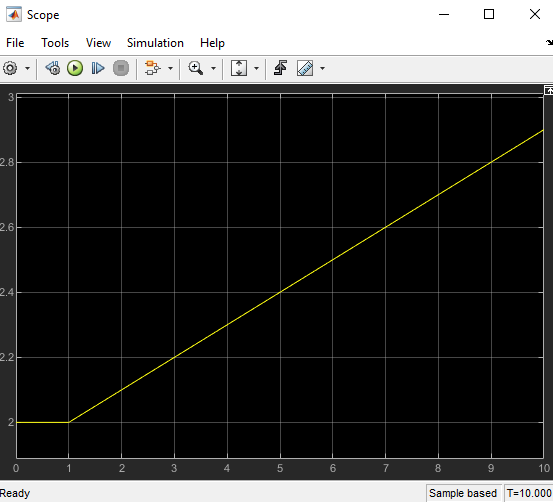 Scope
File Tools View Simulation Help
3
2.8
2.6
2.4
2.2
2
0 1 2 3 4 5 6 7 8 9 10
Ready Sample based T=10.000